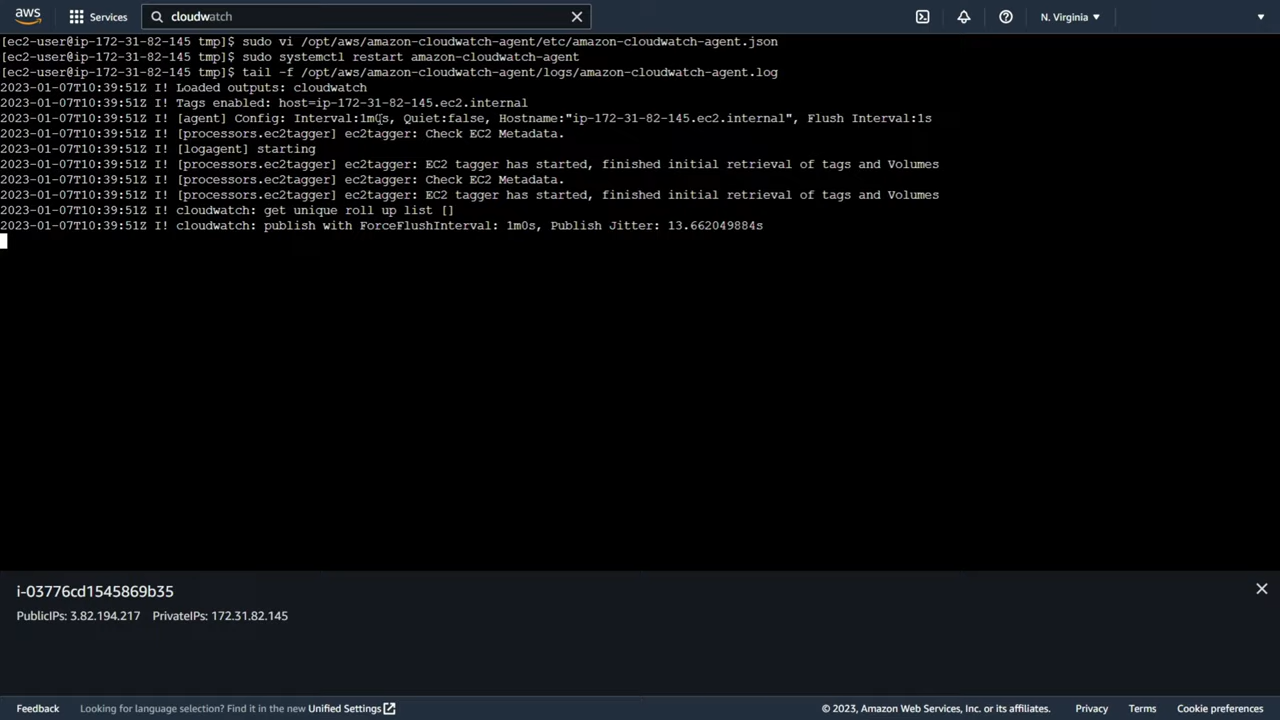 aws
Services
cloudwatch
N. Virginia
[ec2-user@ip-172-31-82-145 tmp]$ sudo vi /opt/aws/amazon-cloudwatch-agent/etc/amazon-cloudwatch-agent.json
[ec2-user@ip-172-31-82-145 tmp]$ sudo systemctl restart amazon-cloudwatch-agent
[ec2-user@ip-172-31-82-145 tmp]$ tail -f /opt/aws/amazon-cloudwatch-agent/logs/amazon-cloudwatch-agent.log
2023-01-07T10:39:51Z I! Loaded outputs: cloudwatch
2023-01-07T10:39:51Z I! Tags enabled: host=ip-172-31-82-145.ec2.internal
2023-01-07T10:39:51Z I! [agent] Config: Interval:1m0s, Quiet:false, Hostname:"ip-172-31-82-145.ec2.internal", Flush Interval:1s
2023-01-07T10:39:51Z I! [processors.ec2tagger] ec2tagger: Check EC2 Metadata.
2023-01-07T10:39:51Z I! [logagent] starting
2023-01-07T10:39:51Z I! [processors.ec2tagger] ec2tagger: EC2 tagger has started, finished initial retrieval of tags and Volumes
2023-01-07T10:39:51Z I! [processors.ec2tagger] ec2tagger: Check EC2 Metadata.
2023-01-07T10:39:51Z I! [processors.ec2tagger] ec2tagger: EC2 tagger has started, finished initial retrieval of tags and Volumes
2023-01-07T10:39:51Z I! cloudwatch: get unique roll up list []
2023-01-07T10:39:51Z I! cloudwatch: publish with ForceFlushInterval: 1m0s, Publish Jitter: 13.662049884s
i-03776cd1545869b35
PublicIPs: 3.82.194.217 PrivateIPs: 172.31.82.145
Feedback
Looking for language selection? Find it in the new Unified Settings
© 2023, Amazon Web Services, Inc. or its affiliates.
Privacy
Terms
Cookie preferences